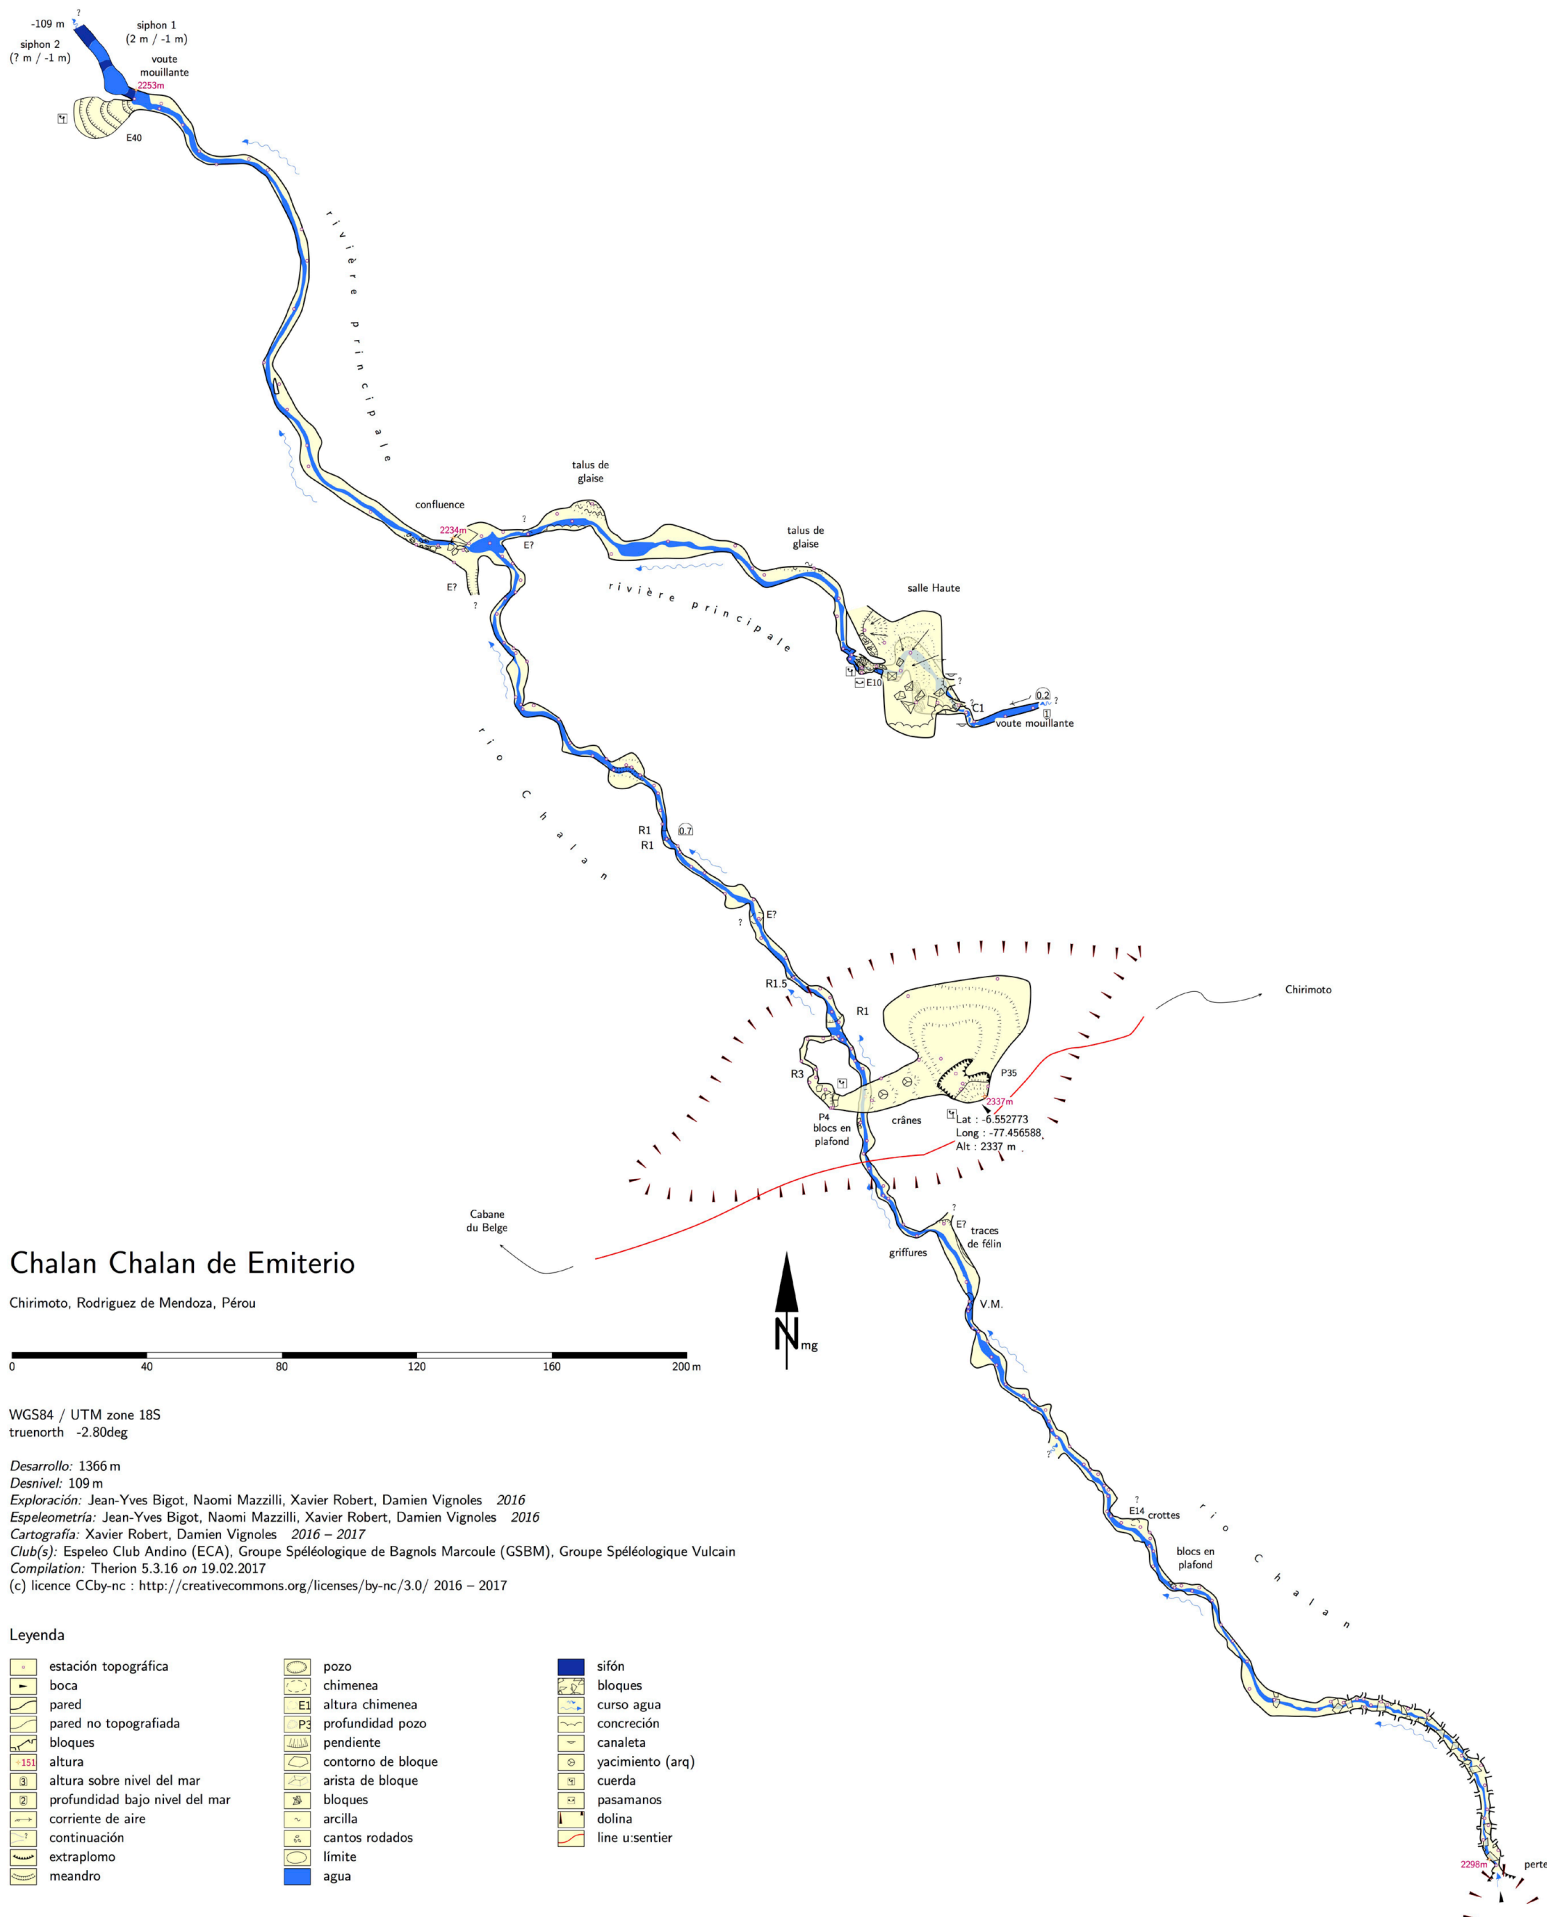 ?
-109 m
siphon 1
(2 m / -1 m)
siphon 2
(? m / -1 m)
voute
mouillante
2253m
E40
rivière principale
talus de
glaise
confluence
2234m
?
E?
talus de
glaise
E?
?
rivière principale
salle Haute
E10
?
?
C1
0.2
?
1
voute mouillante
rio Chalan
R1
0.7
R1
E?
?
R1.5
R1
Chirimoto
R3
P35
2337m
P4
blocs en
plafond
crânes
Lat : -6.552773
Long : -77.456588
Alt : 2337 m
Cabane
du Belge
?
E?
traces
de félin
griffures
V.M.
Chalan Chalan de Emiterio
Chirimoto, Rodriguez de Mendoza, Pérou
0 40 80 120 160 200 m
N mg
WGS84 / UTM zone 18S
truenorth -2.80deg
?
?
E14
crottes
rio Chalan
blocs en
plafond
Desarrollo: 1366 m
Desnivel: 109 m
Exploración: Jean-Yves Bigot, Naomi Mazzilli, Xavier Robert, Damien Vignoles 2016
Espeleometría: Jean-Yves Bigot, Naomi Mazzilli, Xavier Robert, Damien Vignoles 2016
Cartografía: Xavier Robert, Damien Vignoles 2016 – 2017
Club(s): Espeleo Club Andino (ECA), Groupe Spéléologique de Bagnols Marcoule (GSBM), Groupe Spéléologique Vulcain
Compilation: Therion 5.3.16 on 19.02.2017
(c) licence CCby-nc : http://creativecommons.org/licenses/by-nc/3.0/ 2016 – 2017
Leyenda
estación topográfica
boca
pared
pared no topografiada
bloques
+151 altura
3 altura sobre nivel del mar
2 profundidad bajo nivel del mar
corriente de aire
? continuación
extraplomo
meandro
pozo
chimenea
E1 altura chimenea
P3 profundidad pozo
pendiente
contorno de bloque
arista de bloque
bloques
arcilla
cantos rodados
límite
agua
sifón
bloques
curso agua
concreción
canaleta
yacimiento (arq)
cuerda
pasamanos
dolina
line u:sentier
2298m
perte